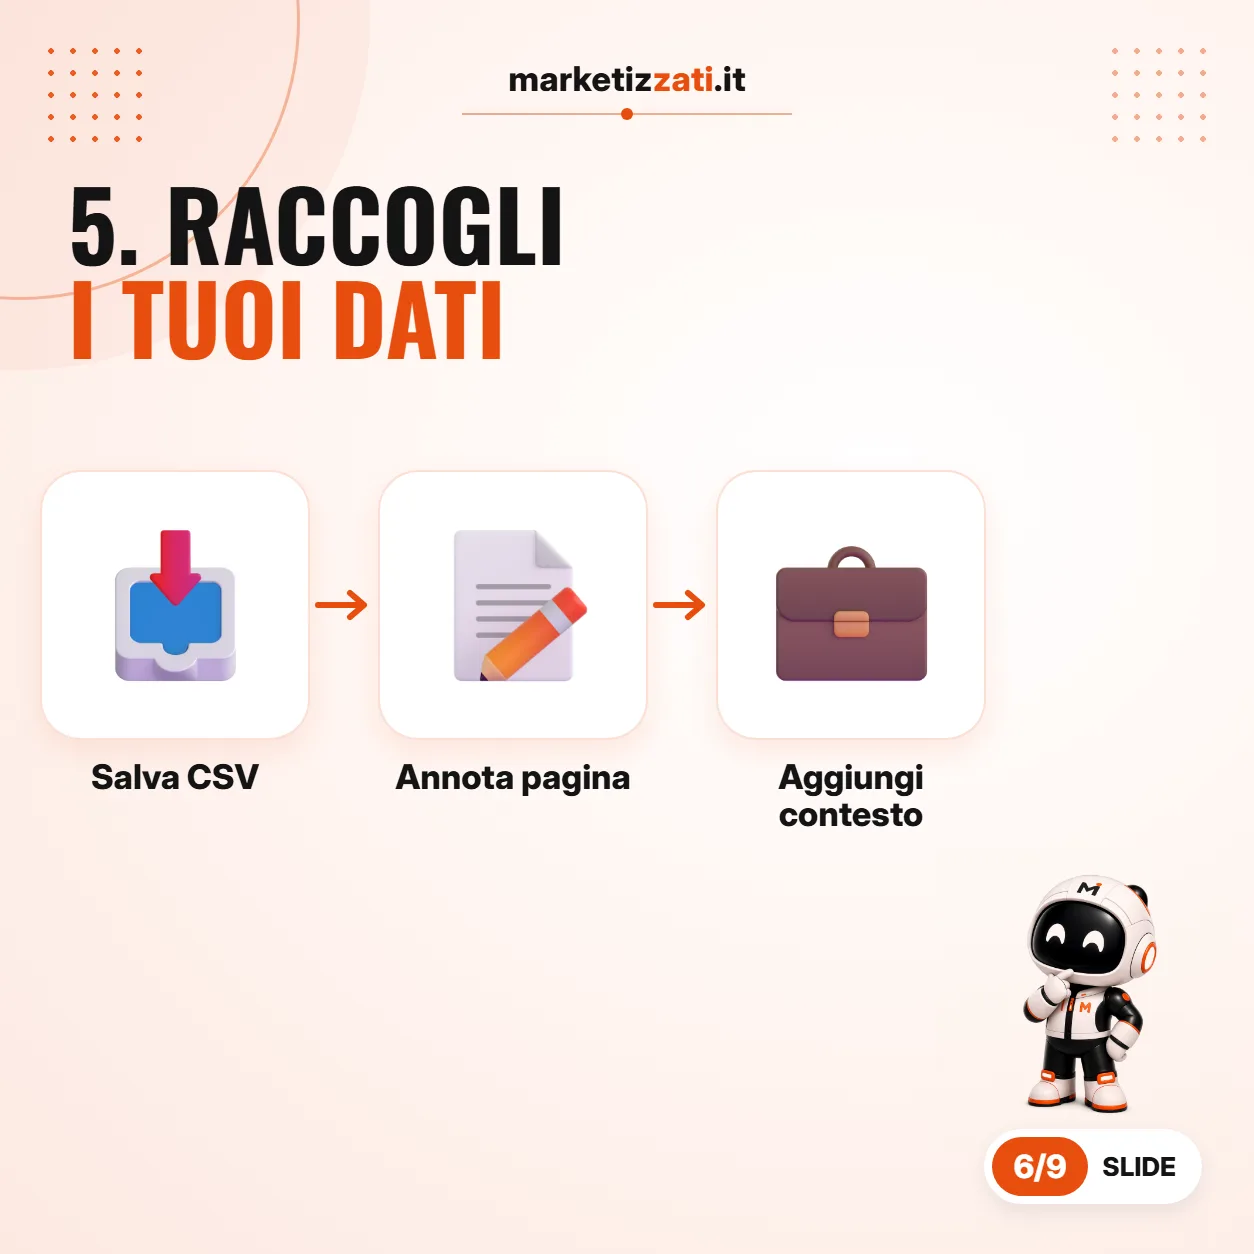 marketizzati.it
5. RACCOGLI
I TUOI DATI
Salva CSV
Annota pagina
Aggiungi
contesto
M
M
6/9 SLIDE